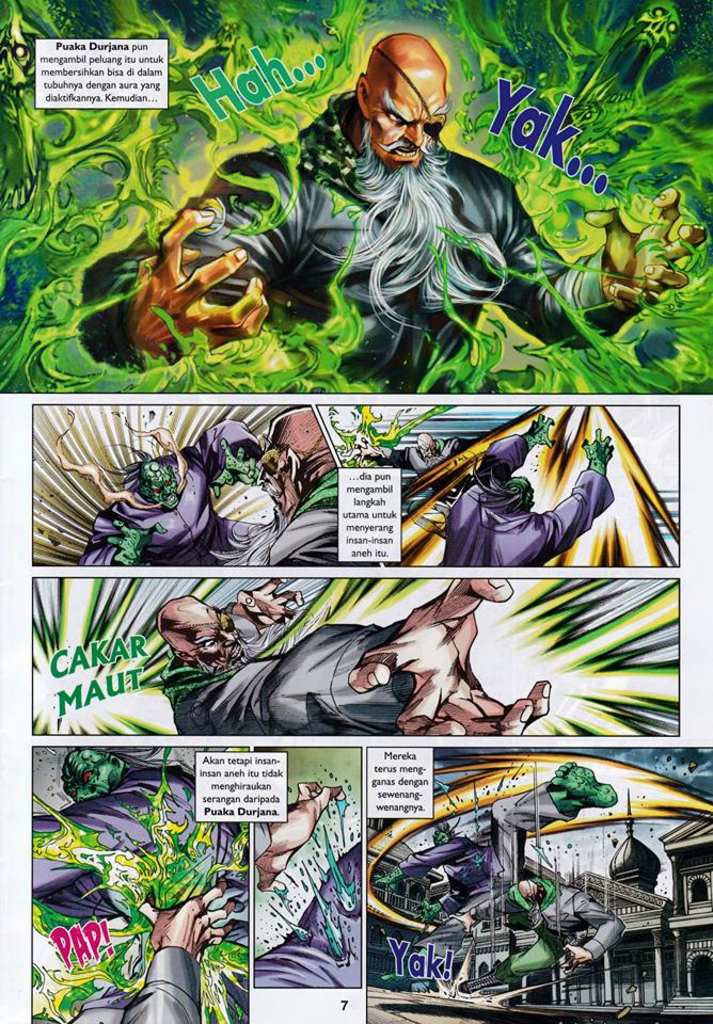 Puaka Durjana pun
mengambil peluang itu untuk
membersihkan bisa di dalam
tubuhnya dengan aura yang
diaktifkannya. Kemudian...
Hah...
Yak...
...dia pun
mengambil
langkah
utama untuk
menyerang
insan-insan
aneh itu.
CAKAR
MAUT
Akan tetapi insan-
insan aneh itu tidak
menghiraukan
serangan daripada
Puaka Durjana.
PAP!
Mereka
terus meng-
ganas dengan
sewenang-
wenangnya.
Yak!
7